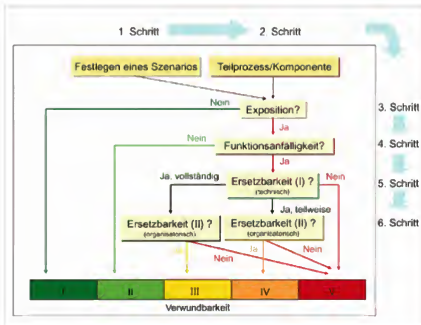 1 Schritt
2 Schritt
Festlegen eines Szenarios
Teilprozess/Komponente
Nein
Exposition?
3. Schritt
Ja
Nein
Funktionsanfälligkeit?
4. Schritt
Ja
Ja, vollständig
Ersetzbarkeit (I) ?
(technisch)
Nein
5. Schritt
Ja, teilweise
6. Schritt
Ersetzbarkeit (II) ?
(organisatorisch)
Ersetzbarkeit (II) ?
(organisatorisch)
Ja
Nein
Ja
Nein
I
II
III
IV
V
Verwundbarkeit